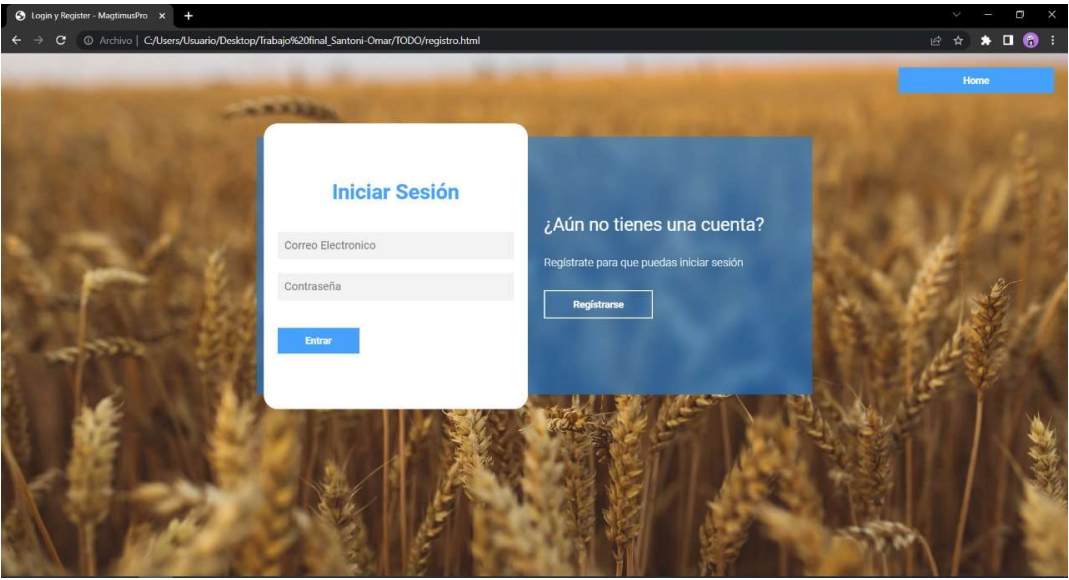 Login y Register - MagtimusPro
Archivo | C:/Users/Usuario/Desktop/Trabajo%20final_Santoni-Omar/TODO/registro.html
Home
Iniciar Sesión
Correo Electronico
Contraseña
Entrar
¿Aún no tienes una cuenta?
Regístrate para que puedas iniciar sesión
Regístrarse